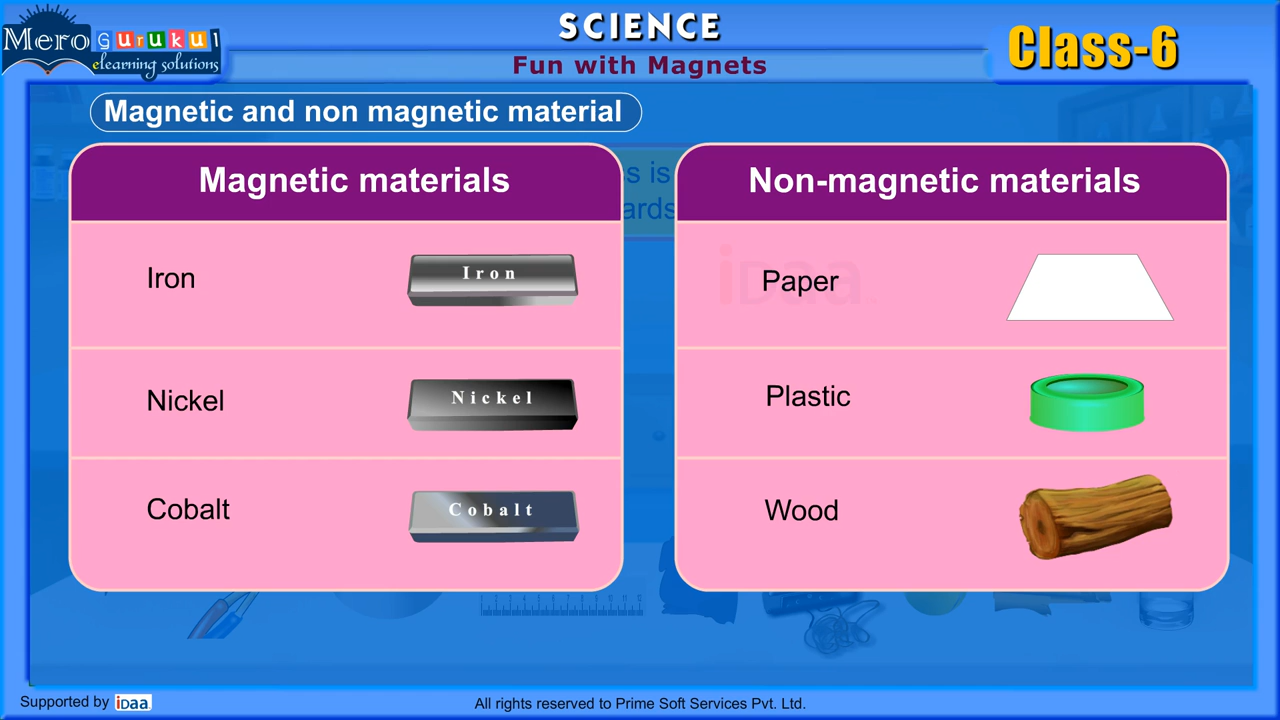 Mero Gurukul
elearning solutions
SCIENCE
Fun with Magnets
Class-6
Magnetic and non magnetic material
Magnetic materials
Iron
Iron
Nickel
Nickel
Cobalt
Cobalt
Non-magnetic materials
iDaa
Paper
Plastic
Wood
Supported by iDaa
All rights reserved to Prime Soft Services Pvt. Ltd.